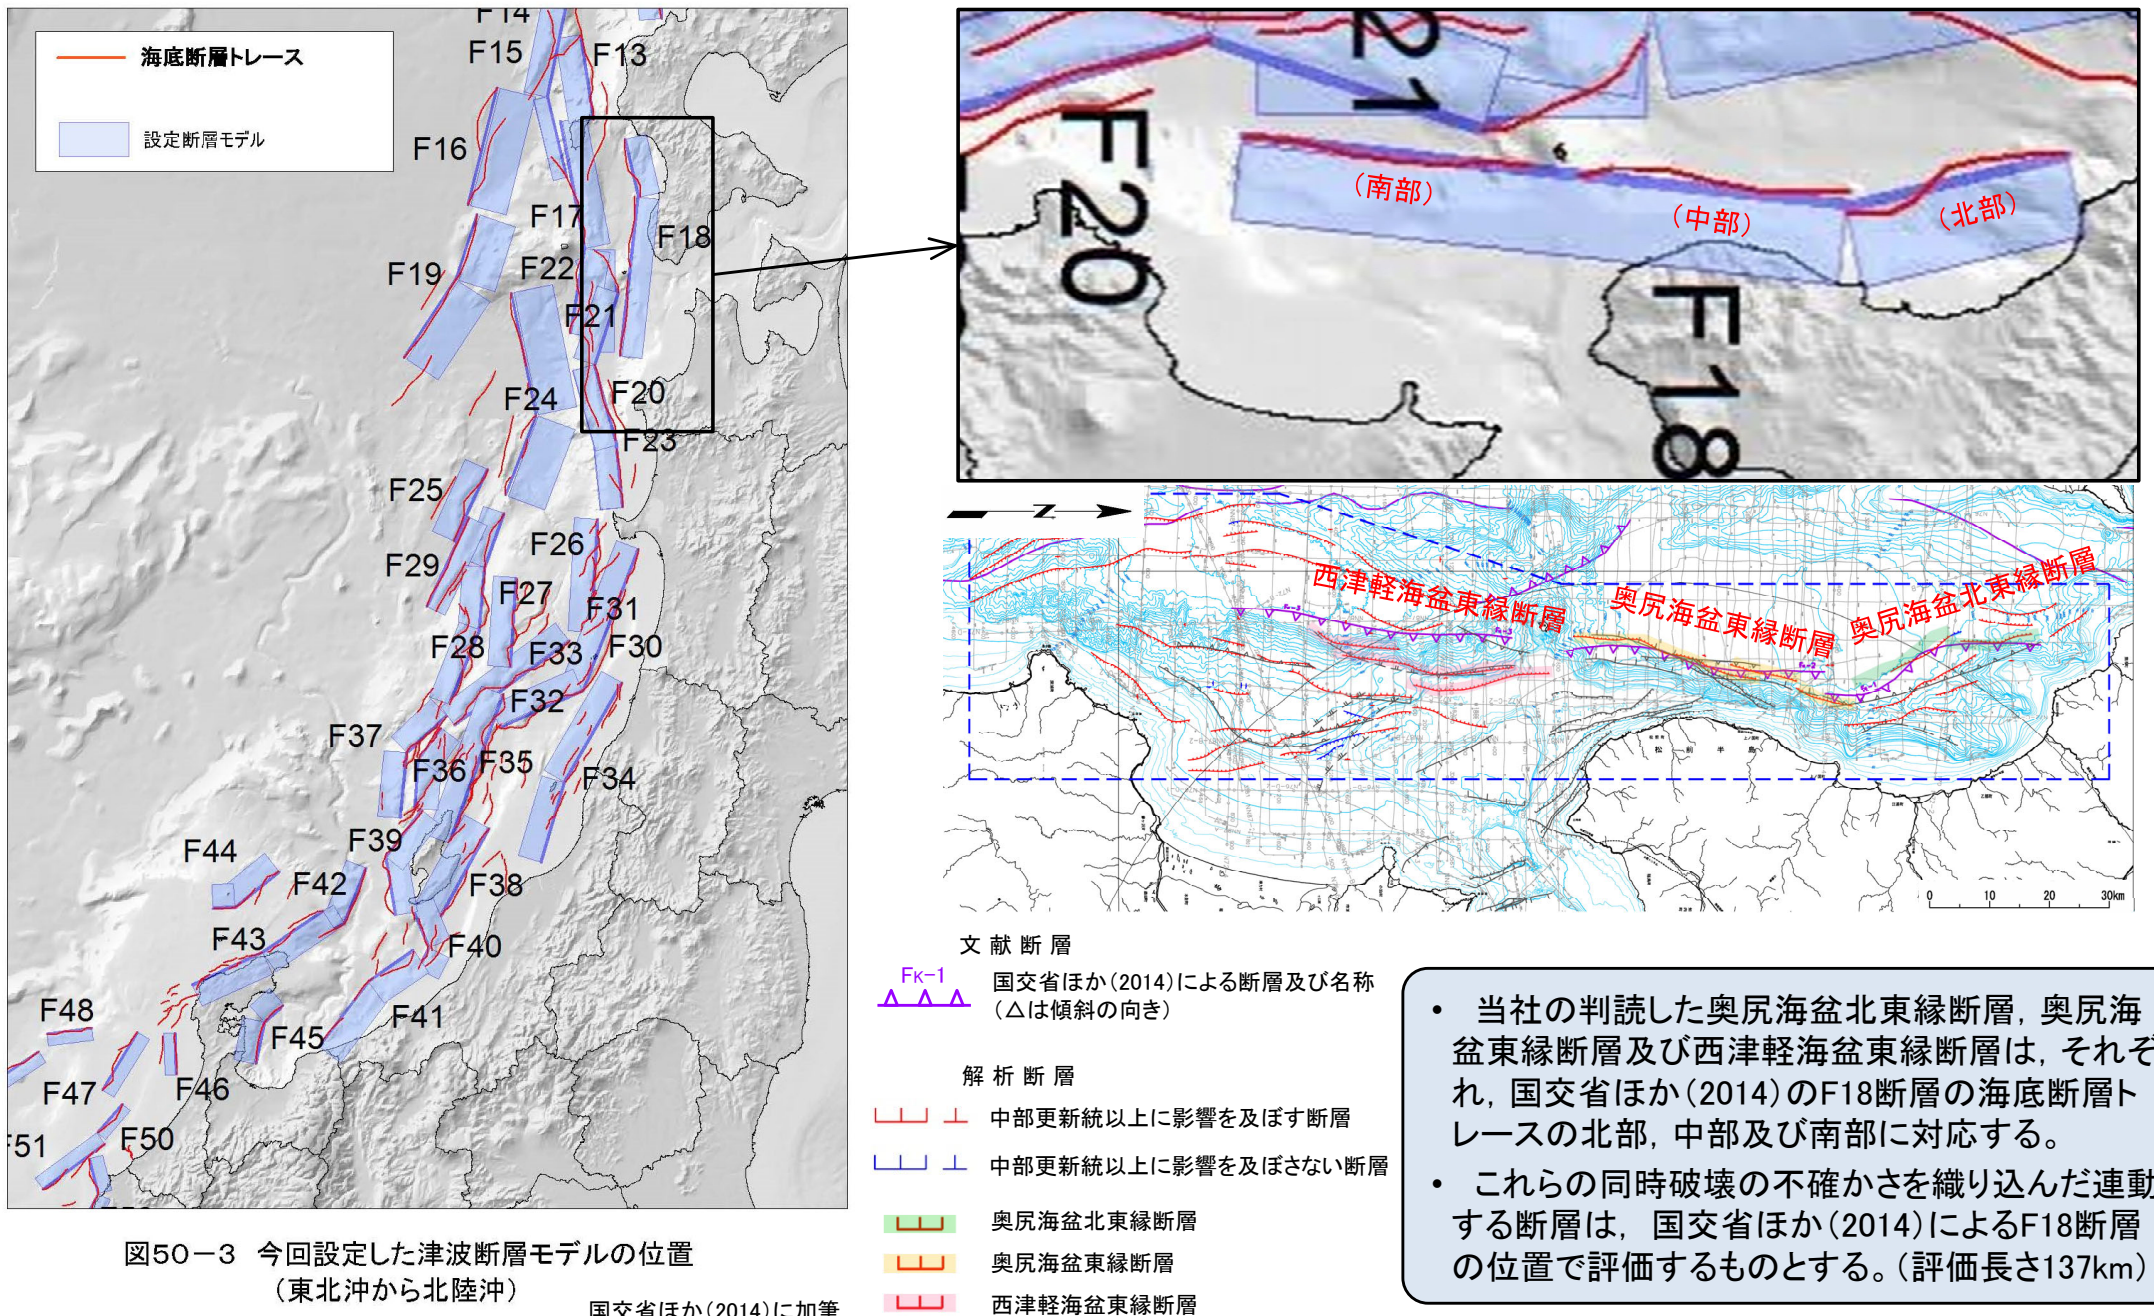 海底断層トレース
設定断層モデル
F14
F15
F13
F16
F17
F18
F19
F22
F21
F24
F20
F23
F25
F26
F29
F27
F31
F28
F33
F30
F32
F37
F36
F35
F34
F39
F44
F42
F38
F43
F40
F48
F45
F41
F47
F46
F51
F50
図50-3 今回設定した津波断層モデルの位置
(東北沖から北陸沖)
国交省ほか(2014)に加筆
21
F20
F18
(南部)
(中部)
(北部)
N
西津軽海盆東縁断層
奥尻海盆東縁断層
奥尻海盆北東縁断層
FK-3
FK-2
FK-1
松前半島
0 10 20 30km
文献断層
FK-1
国交省ほか(2014)による断層及び名称
(△は傾斜の向き)
解析断層
中部更新統以上に影響を及ぼす断層
中部更新統以上に影響を及ぼさない断層
奥尻海盆北東縁断層
奥尻海盆東縁断層
西津軽海盆東縁断層
• 当社の判読した奥尻海盆北東縁断層, 奥尻海
盆東縁断層及び西津軽海盆東縁断層は, それぞ
れ, 国交省ほか(2014)のF18断層の海底断層ト
レースの北部, 中部及び南部に対応する。
• これらの同時破壊の不確かさを織り込んだ連動
する断層は, 国交省ほか(2014)によるF18断層
の位置で評価するものとする。(評価長さ137km)